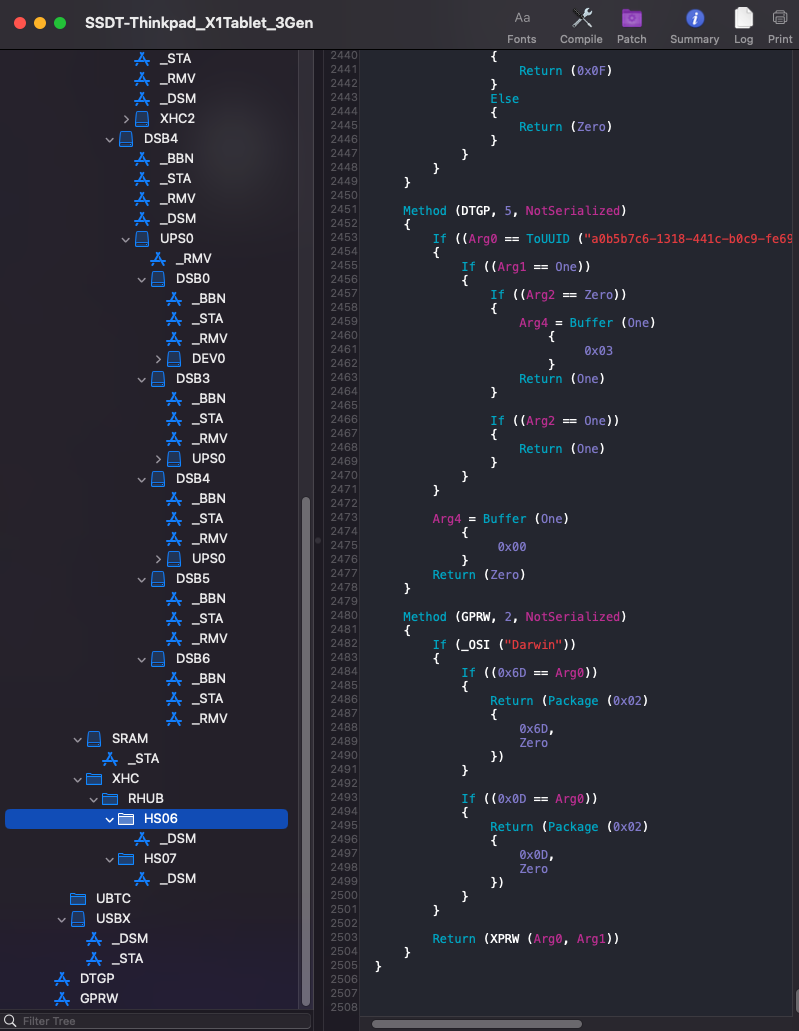 SSDT-Thinkpad_X1Tablet_3Gen
Aa
Fonts
Compile
Patch
Summary
Log
Print
_STA
_RMV
_DSM
XHC2
DSB4
_BBN
_STA
_RMV
_DSM
UPS0
_RMV
DSB0
_BBN
_STA
_RMV
DEV0
DSB3
_BBN
_STA
_RMV
UPS0
DSB4
_BBN
_STA
_RMV
UPS0
DSB5
_BBN
_STA
_RMV
DSB6
_BBN
_STA
_RMV
SRAM
_STA
XHC
RHUB
HS06
_DSM
HS07
_DSM
UBTC
USBX
_DSM
_STA
DTGP
GPRW
Filter Tree
2440 {
2441 Return (0x0F)
2442 }
2443 Else
2444 {
2445 Return (Zero)
2446 }
2447 }
2448 }
2449 }
2450
2451 Method (DTGP, 5, NotSerialized)
2452 {
2453 If ((Arg0 == ToUUID ("a0b5b7c6-1318-441c-b0c9-fe69
2454 {
2455 If ((Arg1 == One))
2456 {
2457 If ((Arg2 == Zero))
2458 {
2459 Arg4 = Buffer (One)
2460 {
2461 0x03
2462 }
2463 Return (One)
2464 }
2465
2466 If ((Arg2 == One))
2467 {
2468 Return (One)
2469 }
2470 }
2471 }
2472
2473 Arg4 = Buffer (One)
2474 {
2475 0x00
2476 }
2477 Return (Zero)
2478 }
2479
2480 Method (GPRW, 2, NotSerialized)
2481 {
2482 If (_OSI ("Darwin"))
2483 {
2484 If ((0x6D == Arg0))
2485 {
2486 Return (Package (0x02)
2487 {
2488 0x6D,
2489 Zero
2490 })
2491 }
2492
2493 If ((0x0D == Arg0))
2494 {
2495 Return (Package (0x02)
2496 {
2497 0x0D,
2498 Zero
2499 })
2500 }
2501 }
2502
2503 Return (XPRW (Arg0, Arg1))
2504 }
2505 }
2506
2507
2508